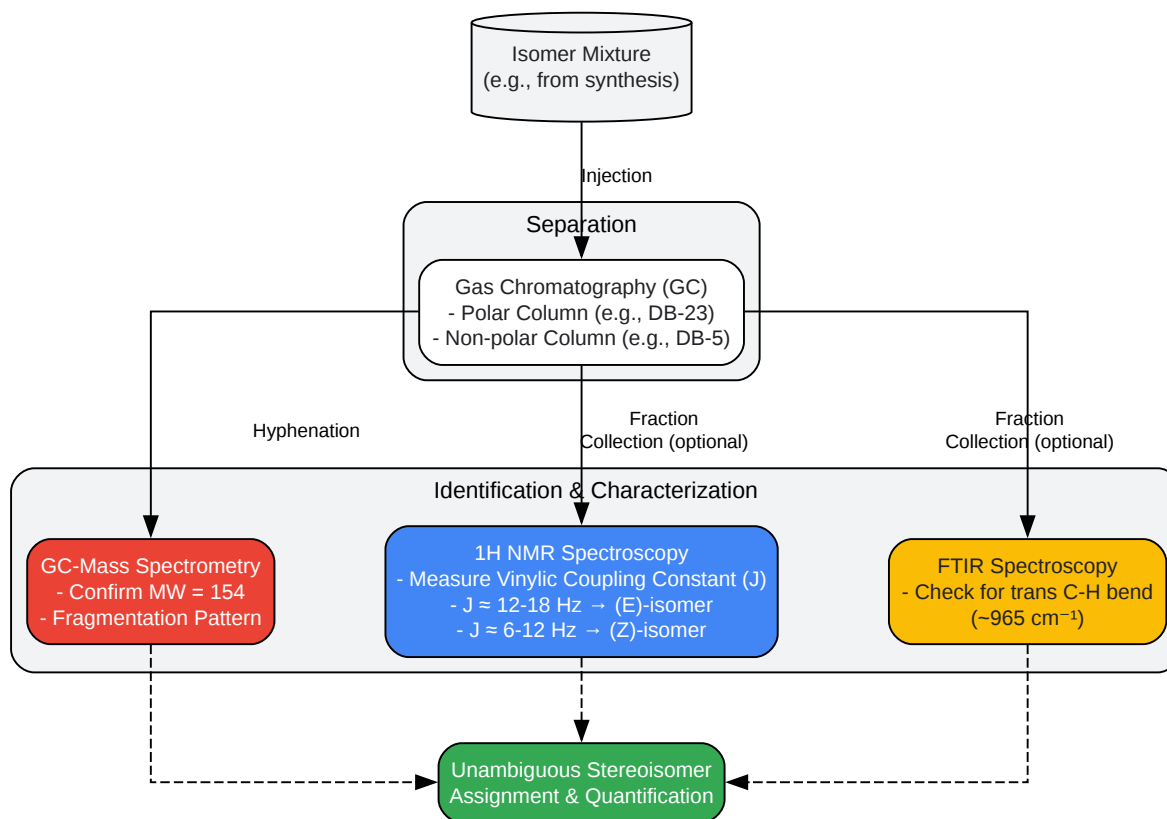 Isomer Mixture
(e.g., from synthesis)
Injection
Separation
Gas Chromatography (GC)
- Polar Column (e.g., DB-23)
- Non-polar Column (e.g., DB-5)
Hyphenation
Fraction
Collection (optional)
Fraction
Collection (optional)
Identification & Characterization
GC-Mass Spectrometry
- Confirm MW = 154
- Fragmentation Pattern
1H NMR Spectroscopy
- Measure Vinylic Coupling Constant (J)
- J ≈ 12-18 Hz → (E)-isomer
- J ≈ 6-12 Hz → (Z)-isomer
FTIR Spectroscopy
- Check for trans C-H bend
(~965 cm⁻¹)
Unambiguous Stereoisomer
Assignment & Quantification